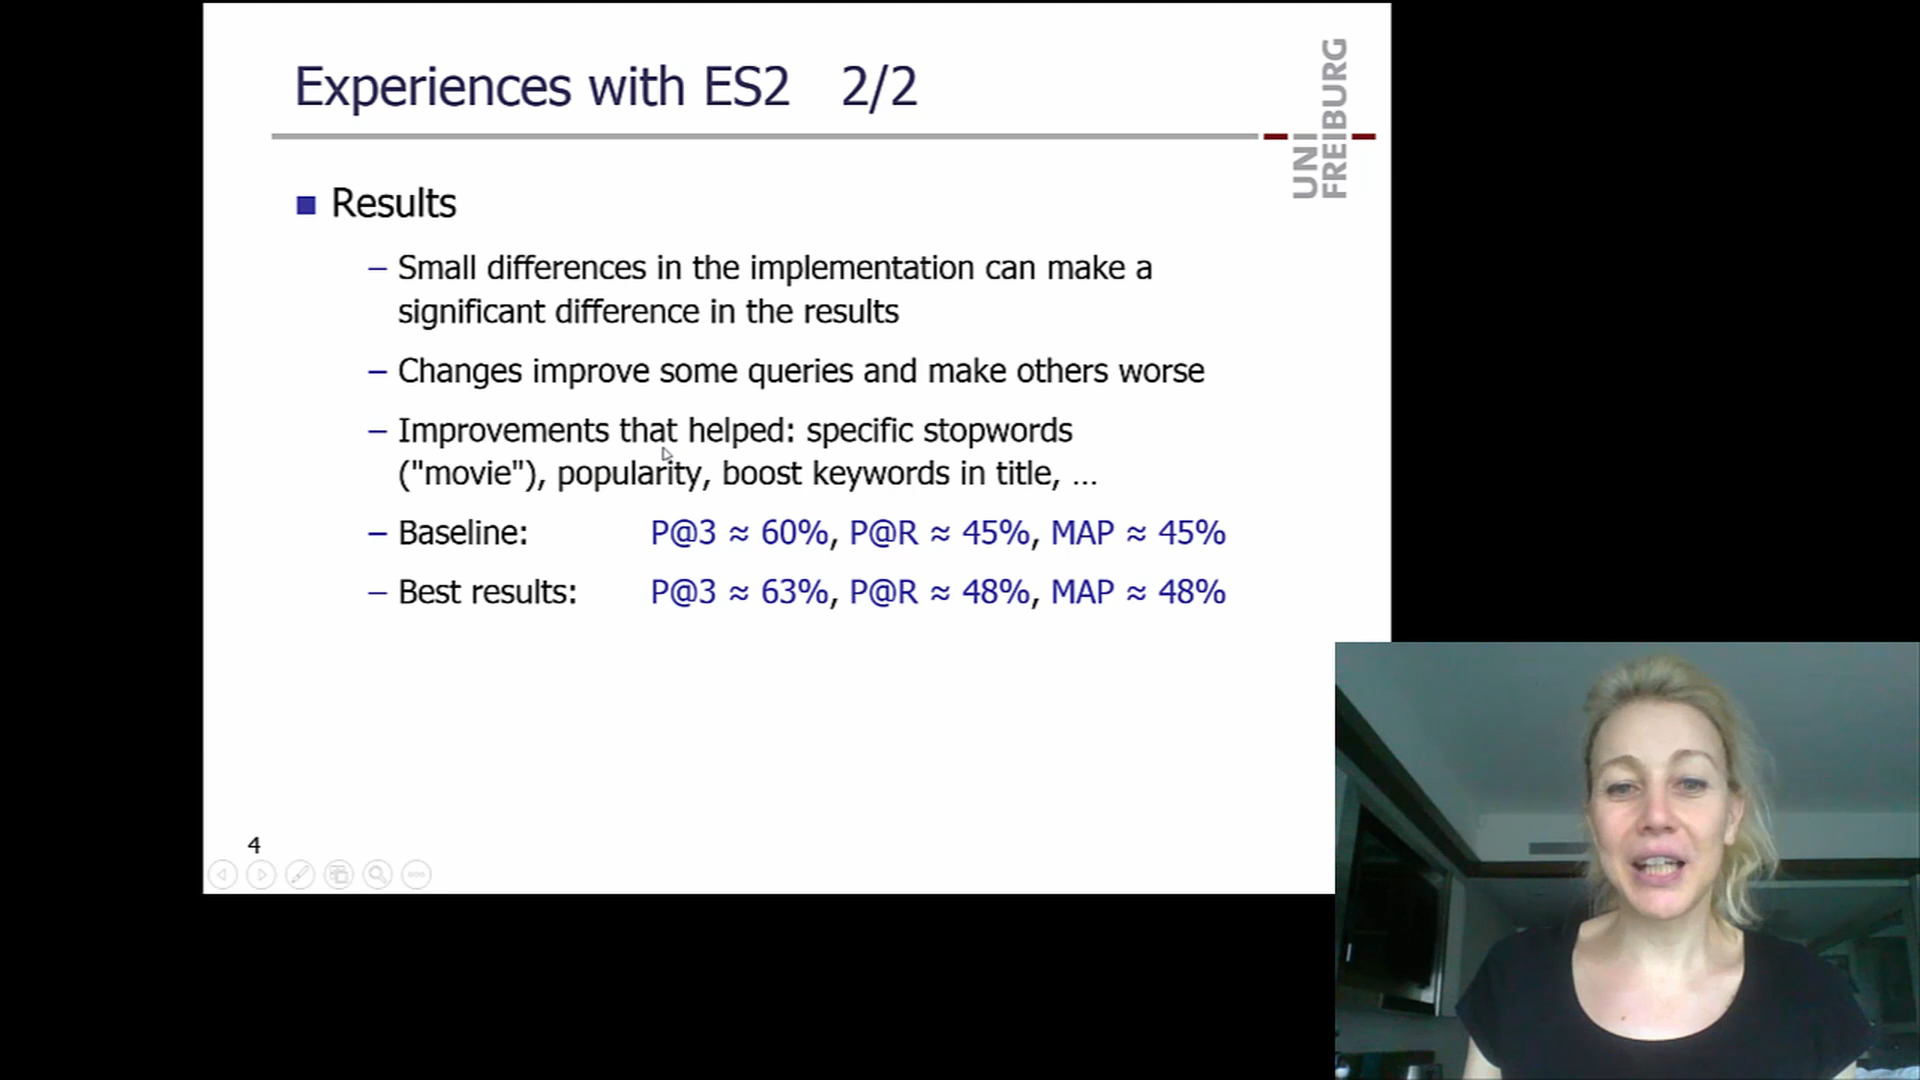 Experiences with ES2 2/2
UNI
FREIBURG
Results
– Small differences in the implementation can make a
significant difference in the results
– Changes improve some queries and make others worse
– Improvements that helped: specific stopwords
("movie"), popularity, boost keywords in title, ...
– Baseline: P@3 ≈ 60%, P@R ≈ 45%, MAP ≈ 45%
– Best results: P@3 ≈ 63%, P@R ≈ 48%, MAP ≈ 48%
4